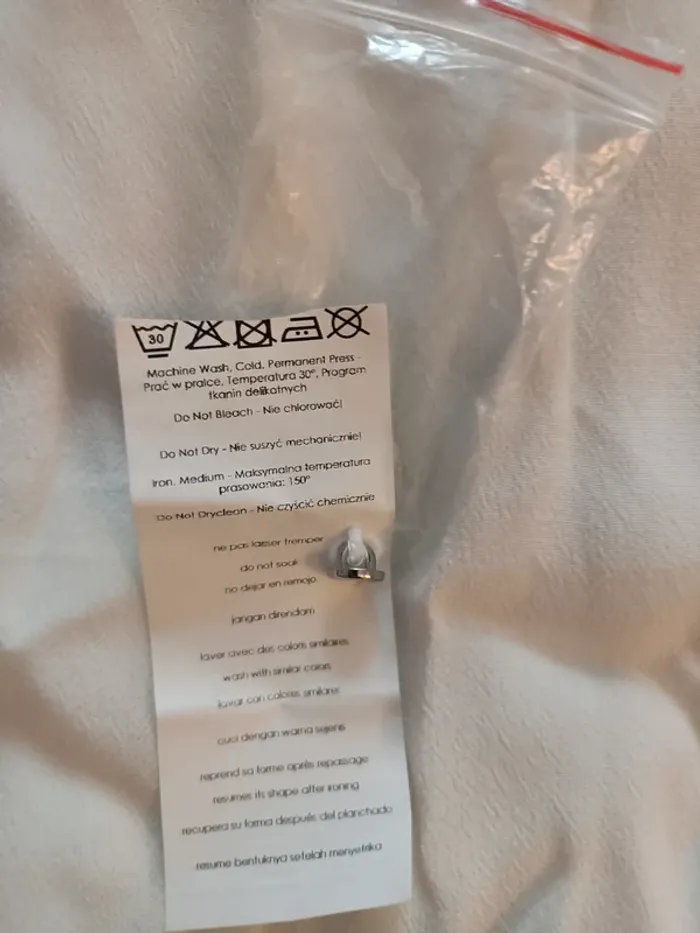 30
Machine Wash, Cold, Permanent Press -
Prać w pralce, Temperatura 30°, Program
tkanin delikatnych
Do Not Bleach - Nie chlorować!
Do Not Dry - Nie suszyć mechanicznie!
Iron, Medium - Maksymalna temperatura
prasowania: 150°
Do Not Dryclean - Nie czyścić chemicznie
ne pas laisser tremper
do not soak
no dejar en remojo
jangan direndam
laver avec des coloris similaires
wash with similar colors
lavar con colores similares
cuci dengan warna sejenis
reprend sa forme après repassage
resumes its shape after ironing
recupera su forma después del planchado
resume bentuknya setelah menyetrika